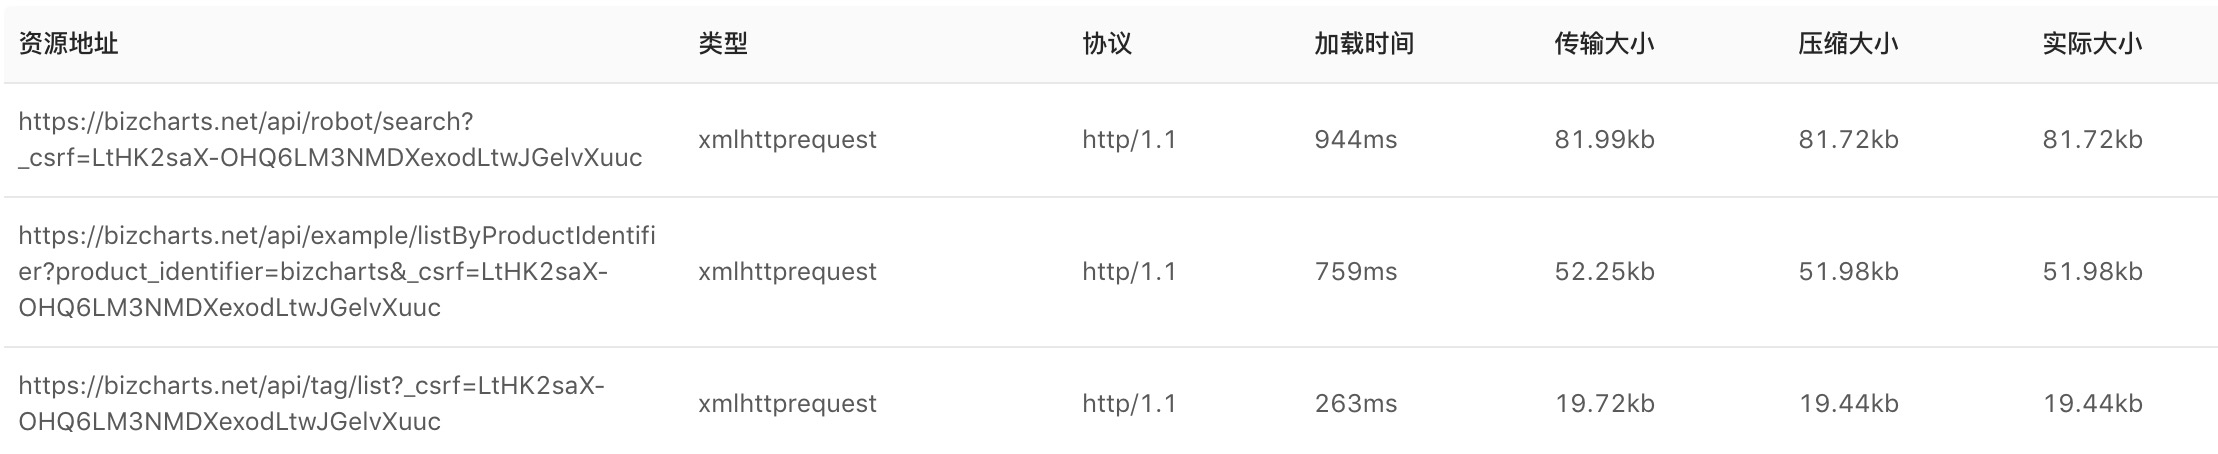 资源地址 类型 协议 加载时间 传输大小 压缩大小 实际大小
https://bizcharts.net/api/robot/search?
_csrf=LtHK2saX-OHQ6LM3NMDXexodLtwJGelvXuuc xmlhttprequest http/1.1 944ms 81.99kb 81.72kb 81.72kb
https://bizcharts.net/api/example/listByProductIdentifi
er?product_identifier=bizcharts&_csrf=LtHK2saX- xmlhttprequest http/1.1 759ms 52.25kb 51.98kb 51.98kb
OHQ6LM3NMDXexodLtwJGelvXuuc
https://bizcharts.net/api/tag/list?_csrf=LtHK2saX-
OHQ6LM3NMDXexodLtwJGelvXuuc xmlhttprequest http/1.1 263ms 19.72kb 19.44kb 19.44kb